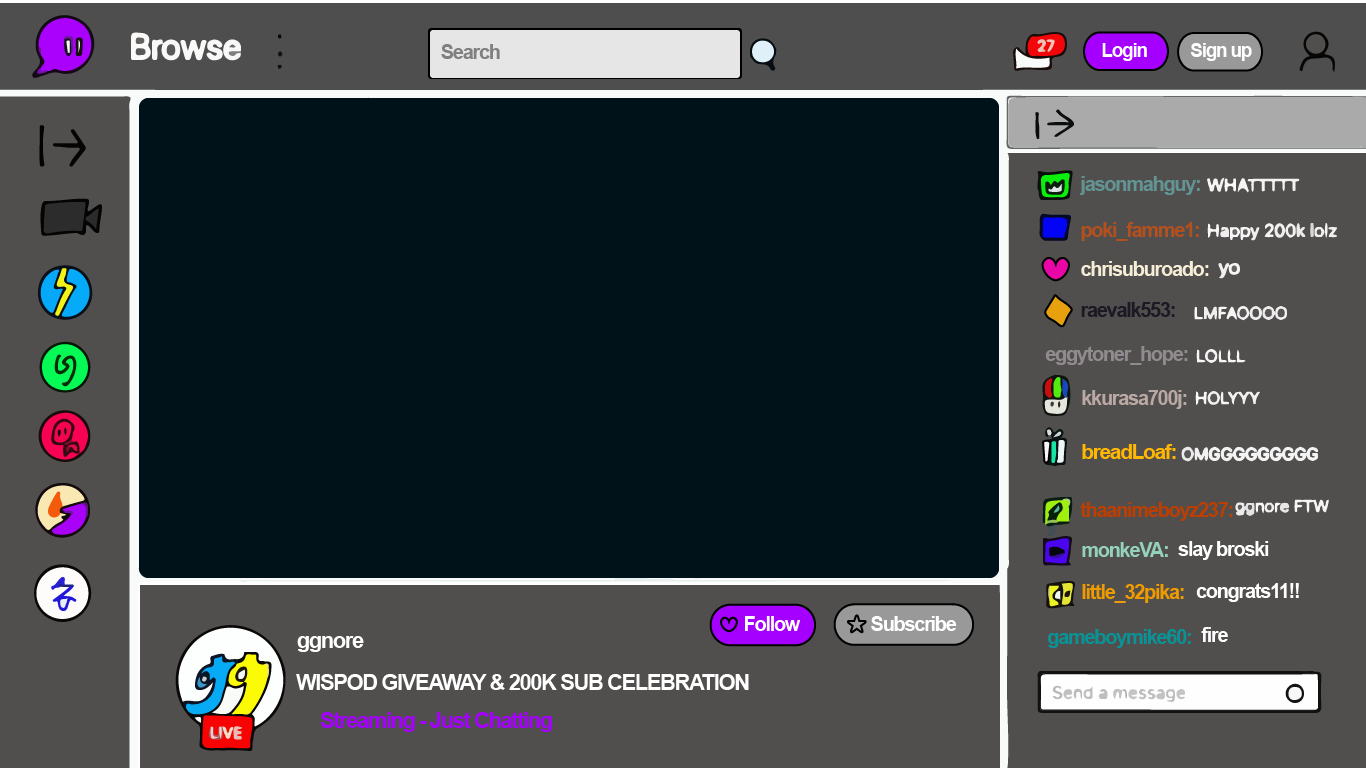 Browse
Search
27
Login
Sign up
jasonmahguy: WHATTTTT
poki_famme1: Happy 200k lolz
chrisuburoado: yo
raevalk553: LMFAOOOO
eggytoner_hope: LOLLL
kkurasa700j: HOLYYY
breadLoaf: OMGGGGGGGGG
thaanimeboyz237: ggnore FTW
monkeVA: slay broski
little_32pika: congrats11!!
gameboymike60: fire
Send a message
Follow
Subscribe
ggnore
WISPOD GIVEAWAY & 200K SUB CELEBRATION
Streaming - Just Chatting
gg
LIVE